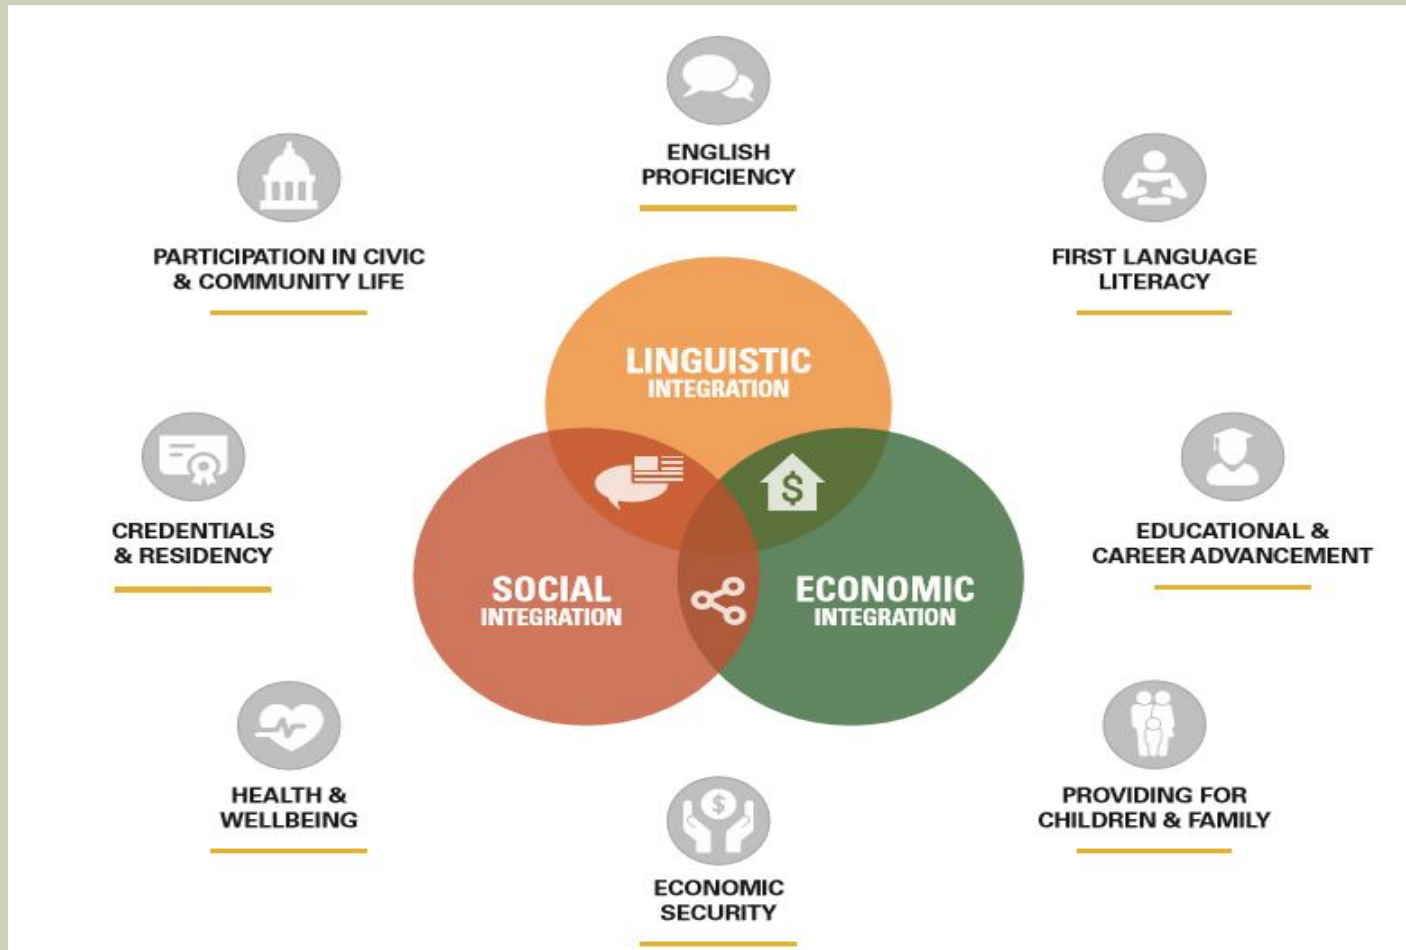 ENGLISH
PROFICIENCY
PARTICIPATION IN CIVIC
& COMMUNITY LIFE
FIRST LANGUAGE
LITERACY
LINGUISTIC
INTEGRATION
CREDENTIALS
& RESIDENCY
$
EDUCATIONAL &
CAREER ADVANCEMENT
SOCIAL
INTEGRATION
ECONOMIC
INTEGRATION
HEALTH &
WELLBEING
PROVIDING FOR
CHILDREN & FAMILY
$
ECONOMIC
SECURITY